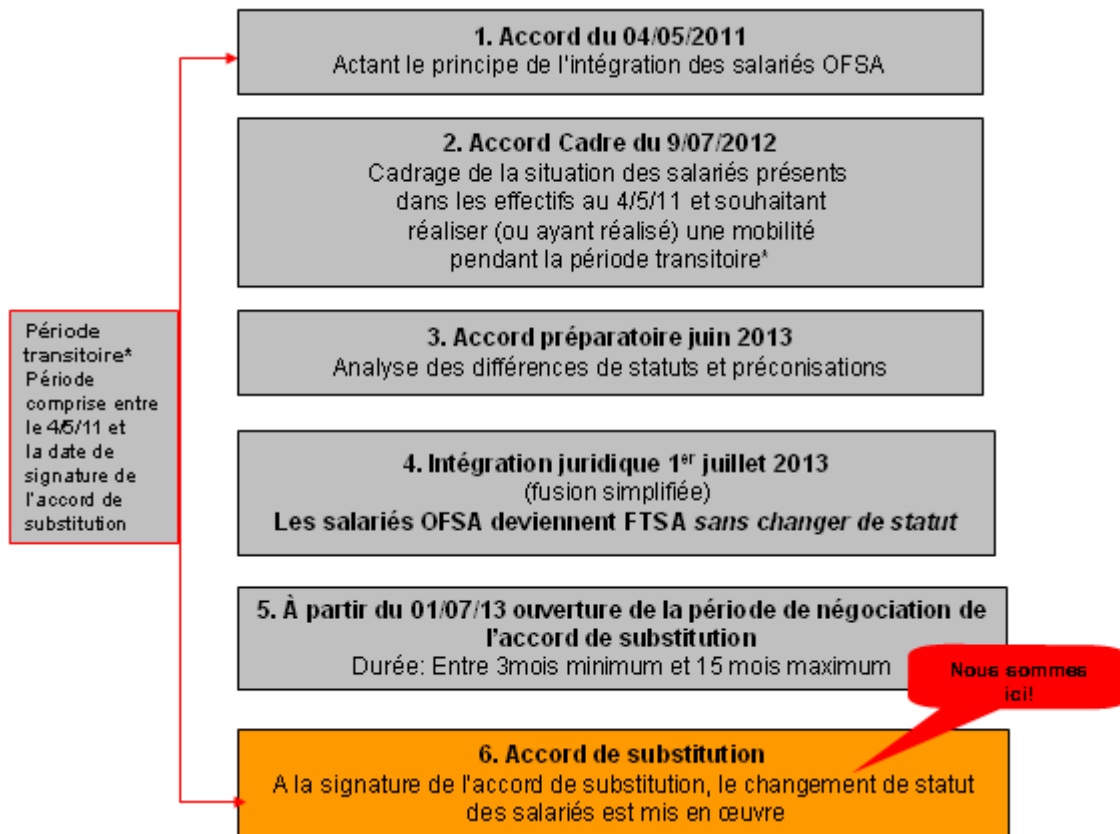 1. Accord du 04/05/2011
Actant le principe de l'intégration des salariés OFSA
2. Accord Cadre du 9/07/2012
Cadrage de la situation des salariés présents
dans les effectifs au 4/5/11 et souhaitant
réaliser (ou ayant réalisé) une mobilité
pendant la période transitoire*
Période
transitoire*
Période
comprise entre
le 4/5/11 et
la date de
signature de
l'accord de
substitution
3. Accord préparatoire juin 2013
Analyse des différences de statuts et préconisations
4. Intégration juridique 1er juillet 2013
(fusion simplifiée)
Les salariés OFSA deviennent FTSA sans changer de statut
5. À partir du 01/07/13 ouverture de la période de négociation de
l'accord de substitution
Durée: Entre 3mois minimum et 15 mois maximum
Nous sommes
ici!
6. Accord de substitution
A la signature de l'accord de substitution, le changement de statut
des salariés est mis en œuvre